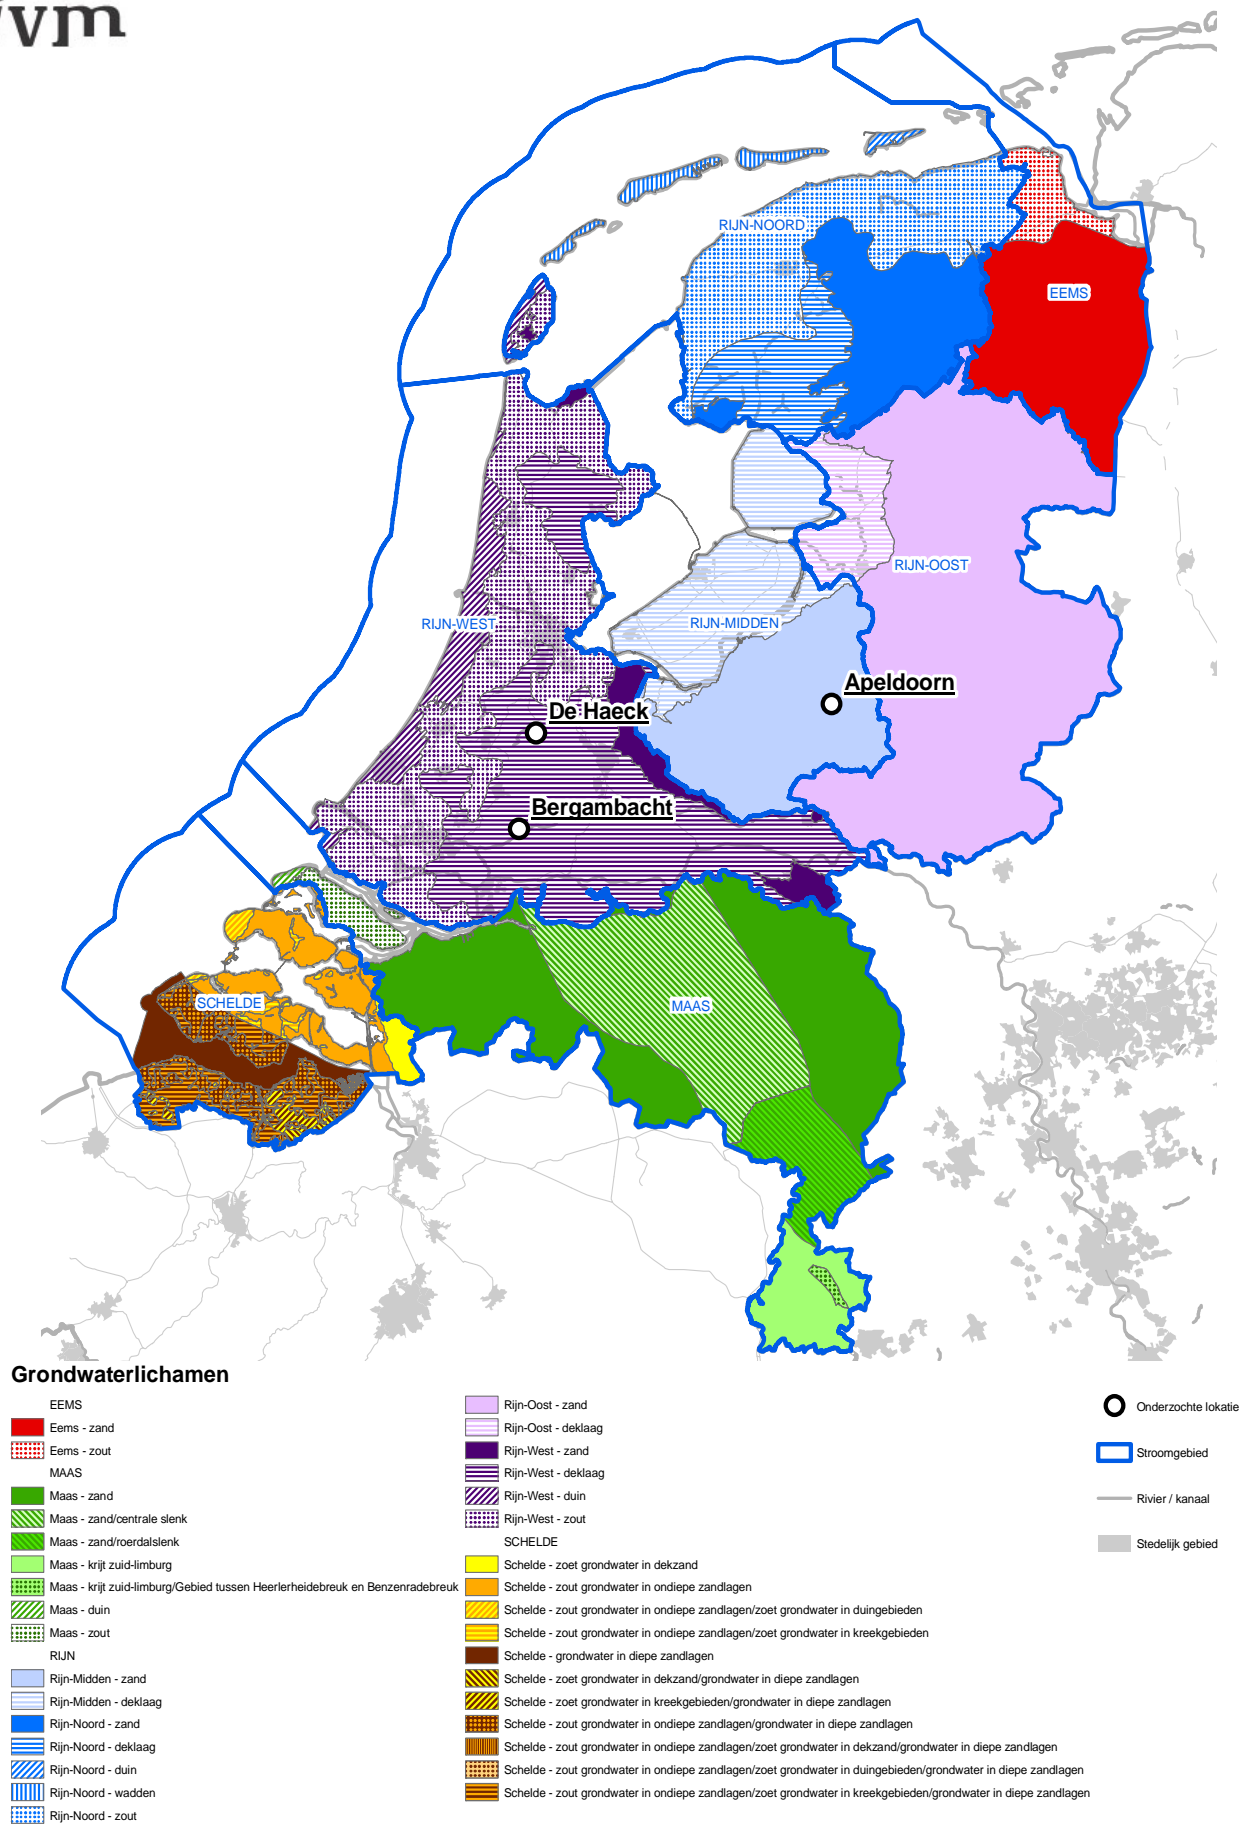 RIJN-NOORD
EEMS
RIJN-OOST
RIJN-WEST
RIJN-MIDDEN
Apeldoorn
De Haeck
Bergambacht
SCHELDE
MAAS
Grondwaterlichamen
EEMS
Eems - zand
Eems - zout
MAAS
Maas - zand
Maas - zand/centrale slenk
Maas - zand/roerdalslenk
Maas - krijt zuid-limburg
Maas - krijt zuid-limburg/Gebied tussen Heerlerheidebreuk en Benzenradebreuk
Maas - duin
Maas - zout
RIJN
Rijn-Midden - zand
Rijn-Midden - deklaag
Rijn-Noord - zand
Rijn-Noord - deklaag
Rijn-Noord - duin
Rijn-Noord - wadden
Rijn-Noord - zout
Rijn-Oost - zand
Rijn-Oost - deklaag
Rijn-West - zand
Rijn-West - deklaag
Rijn-West - duin
Rijn-West - zout
SCHELDE
Schelde - zoet grondwater in dekzand
Schelde - zout grondwater in ondiepe zandlagen
Schelde - zout grondwater in ondiepe zandlagen/zoet grondwater in duingebieden
Schelde - zout grondwater in ondiepe zandlagen/zoet grondwater in kreekgebieden
Schelde - grondwater in diepe zandlagen
Schelde - zoet grondwater in dekzand/grondwater in diepe zandlagen
Schelde - zoet grondwater in kreekgebieden/grondwater in diepe zandlagen
Schelde - zout grondwater in ondiepe zandlagen/grondwater in diepe zandlagen
Schelde - zout grondwater in ondiepe zandlagen/zoet grondwater in dekzand/grondwater in diepe zandlagen
Schelde - zout grondwater in ondiepe zandlagen/zoet grondwater in duingebieden/grondwater in diepe zandlagen
Schelde - zout grondwater in ondiepe zandlagen/zoet grondwater in kreekgebieden/grondwater in diepe zandlagen
Onderzochte lokatie
Stroomgebied
Rivier / kanaal
Stedelijk gebied